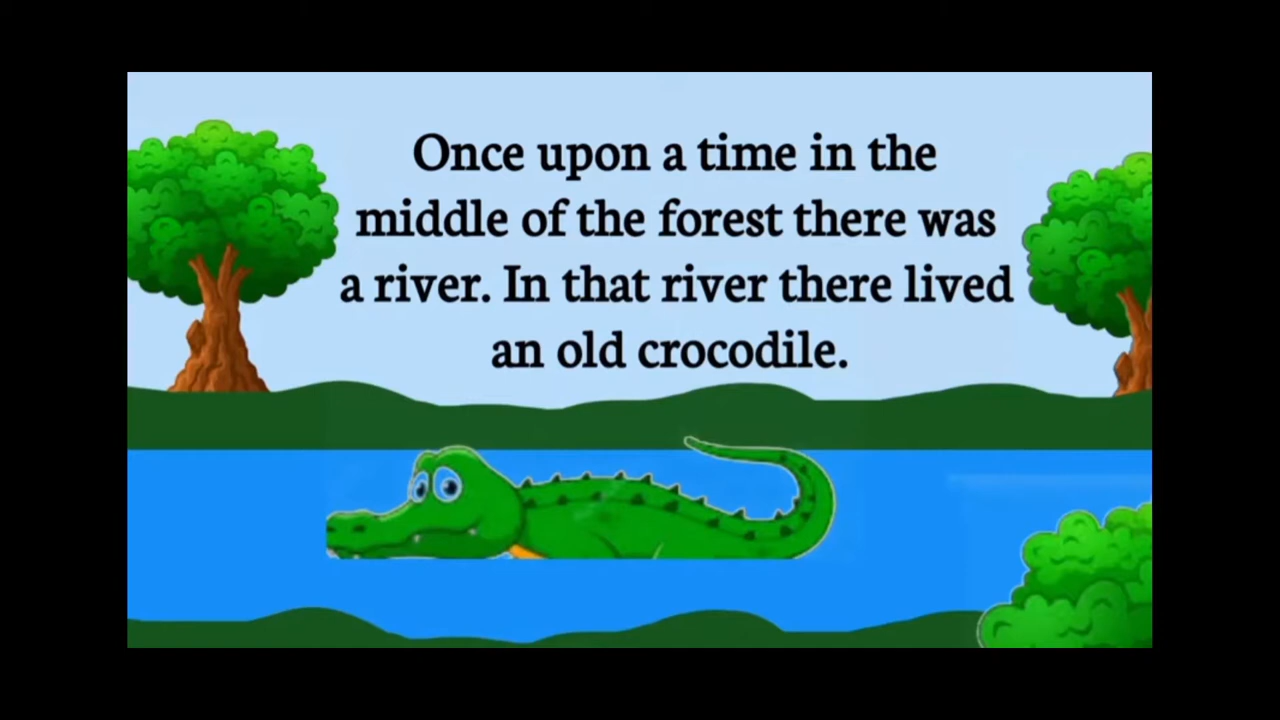 Once upon a time in the
middle of the forest there was
a river. In that river there lived
an old crocodile.